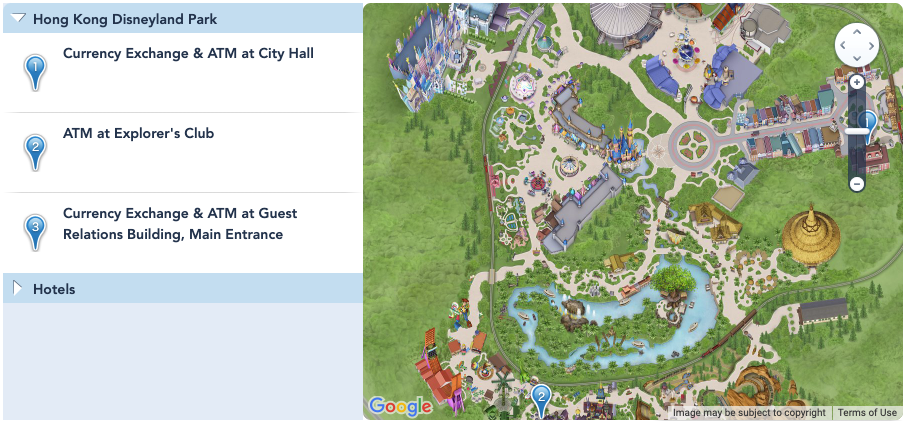 Hong Kong Disneyland Park
1
Currency Exchange & ATM at City Hall
2
ATM at Explorer's Club
3
Currency Exchange & ATM at Guest
Relations Building, Main Entrance
Hotels
1
2
Google
Image may be subject to copyright
Terms of Use